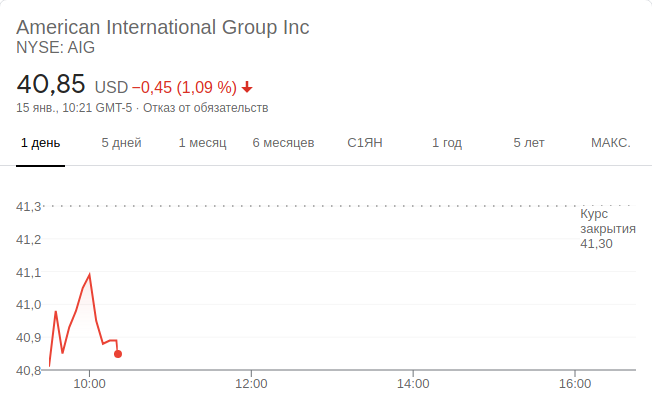 American International Group Inc
NYSE: AIG
40,85 USD −0,45 (1,09 %)
15 янв., 10:21 GMT-5 · Отказ от обязательств
1 день 5 дней 1 месяц 6 месяцев С1ЯН 1 год 5 лет МАКС.
41,3
Курс
закрытия
41,30
41,2
41,1
41,0
40,9
40,8
10:00 12:00 14:00 16:00